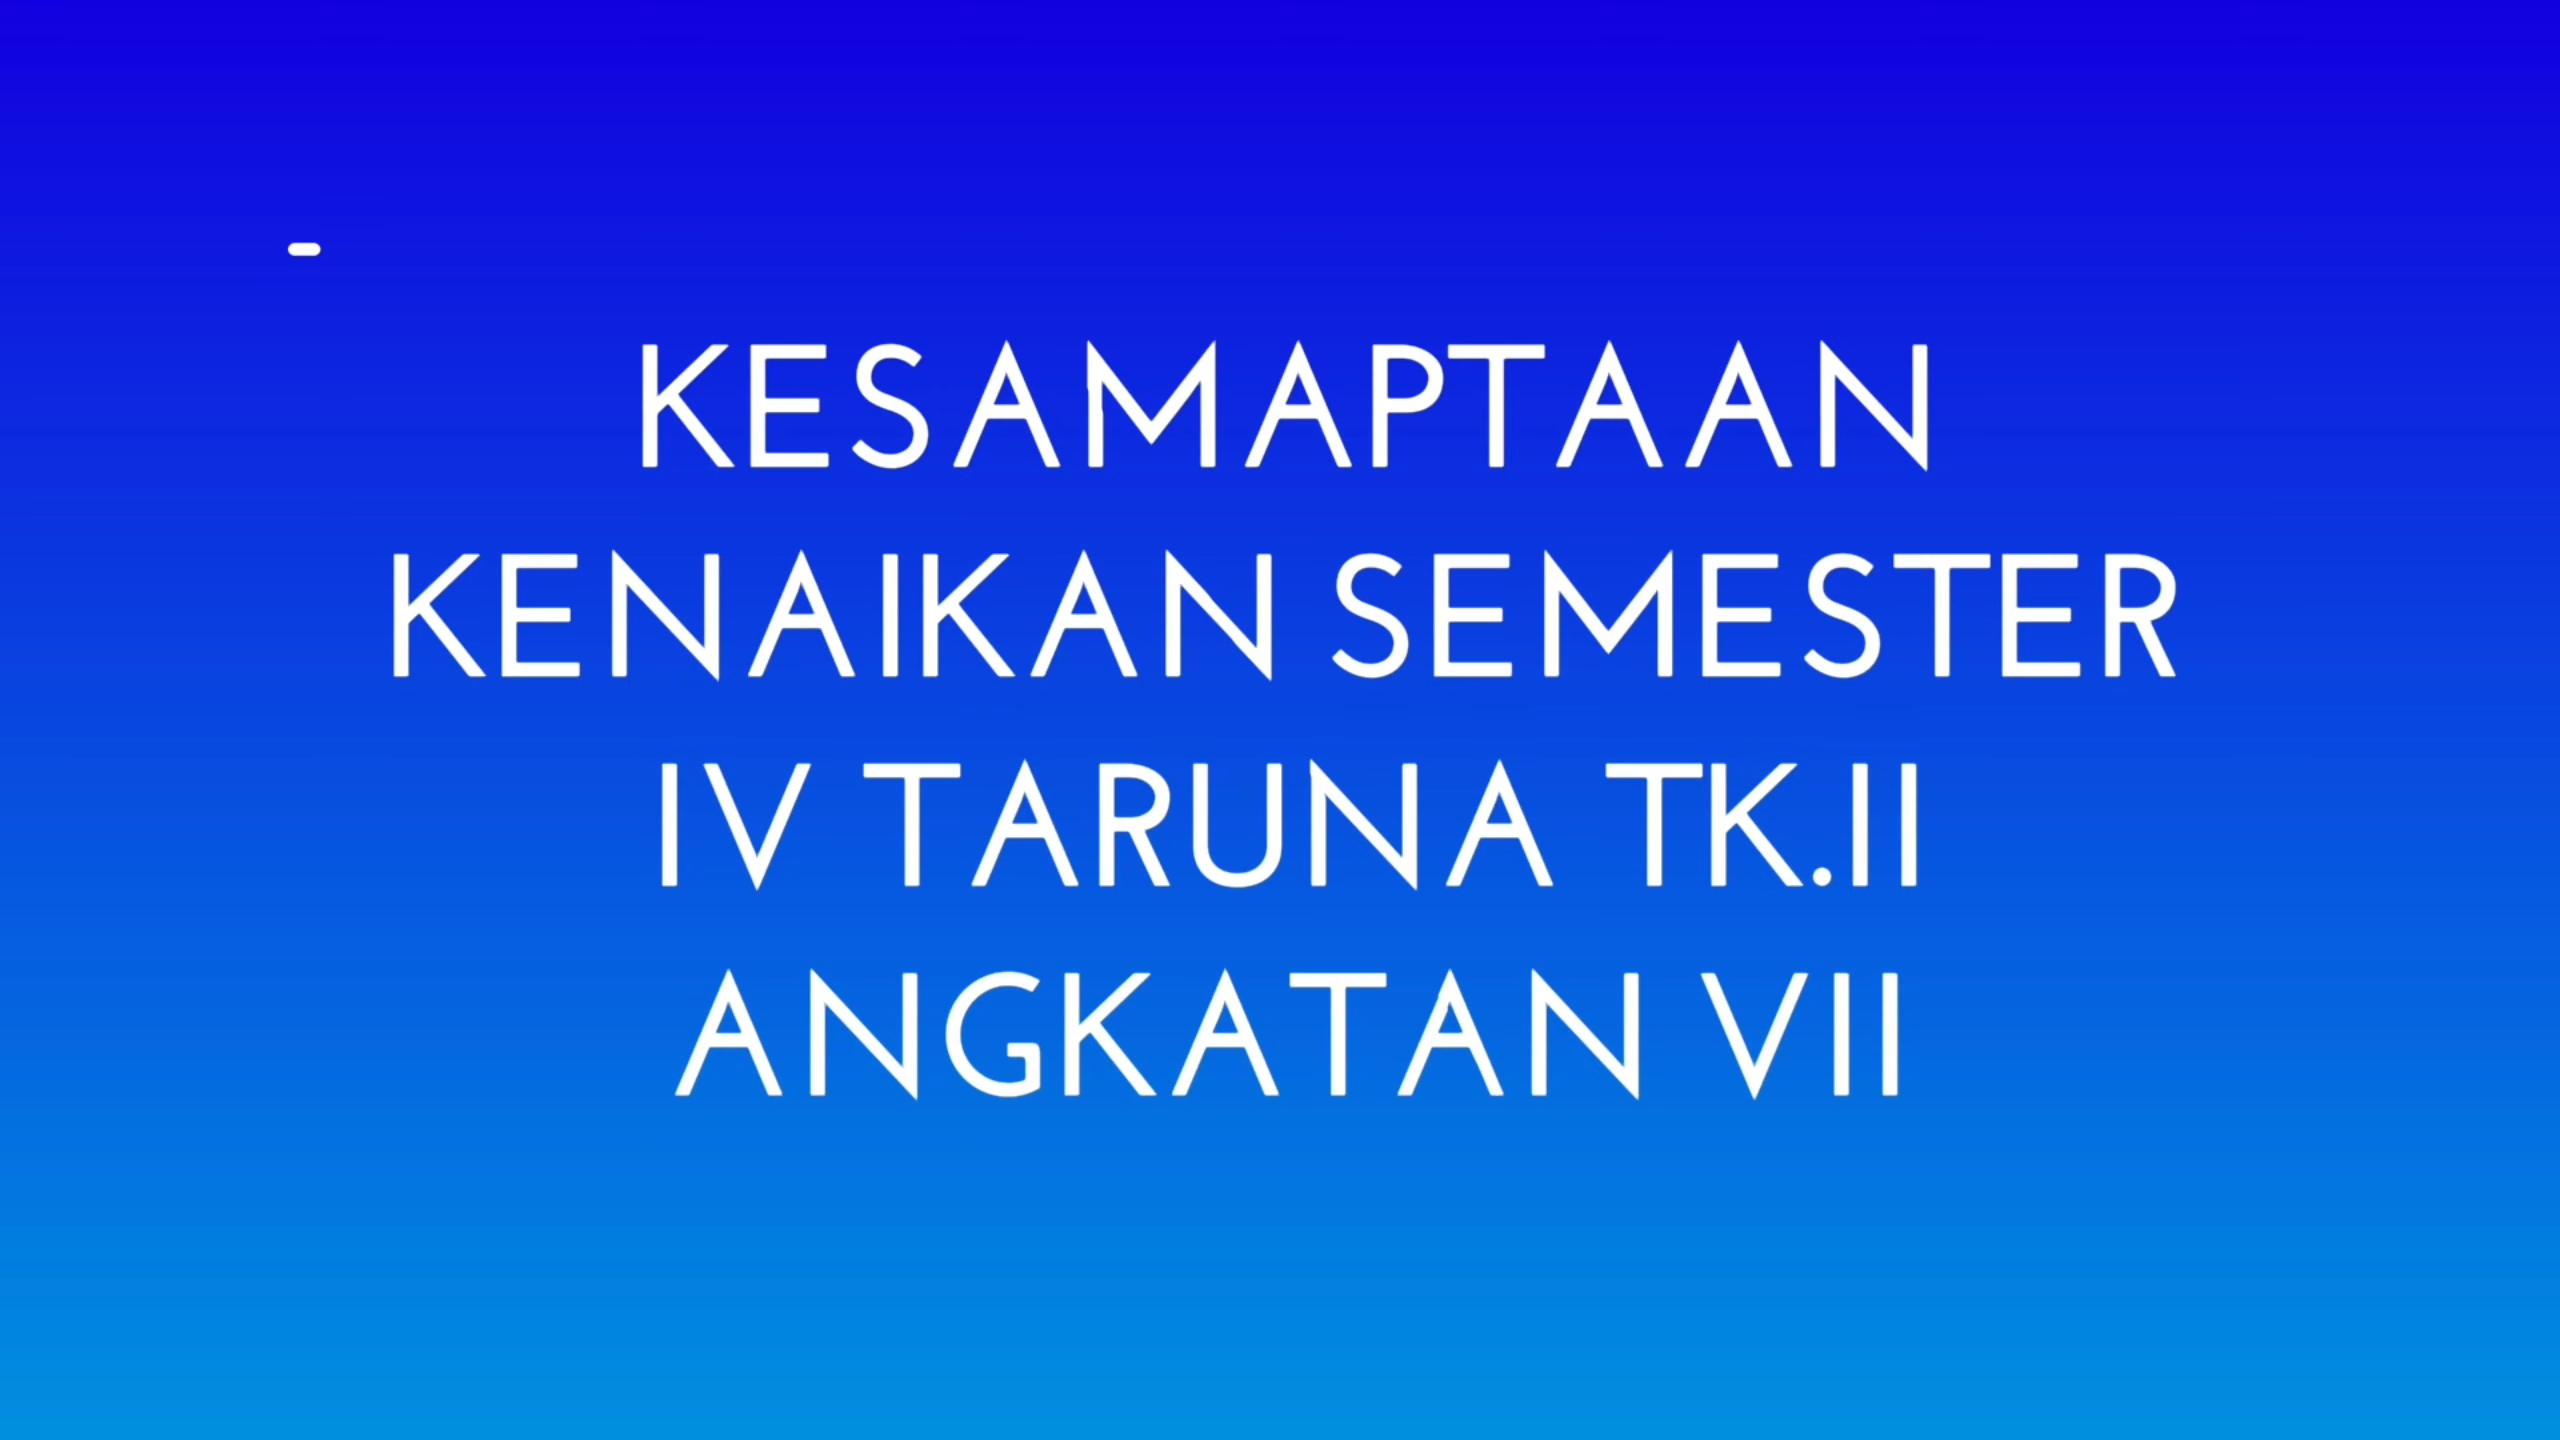 -
KESAMAPTAAN
KENAIKAN SEMESTER
IV TARUNA TK.II
ANGKATAN VII